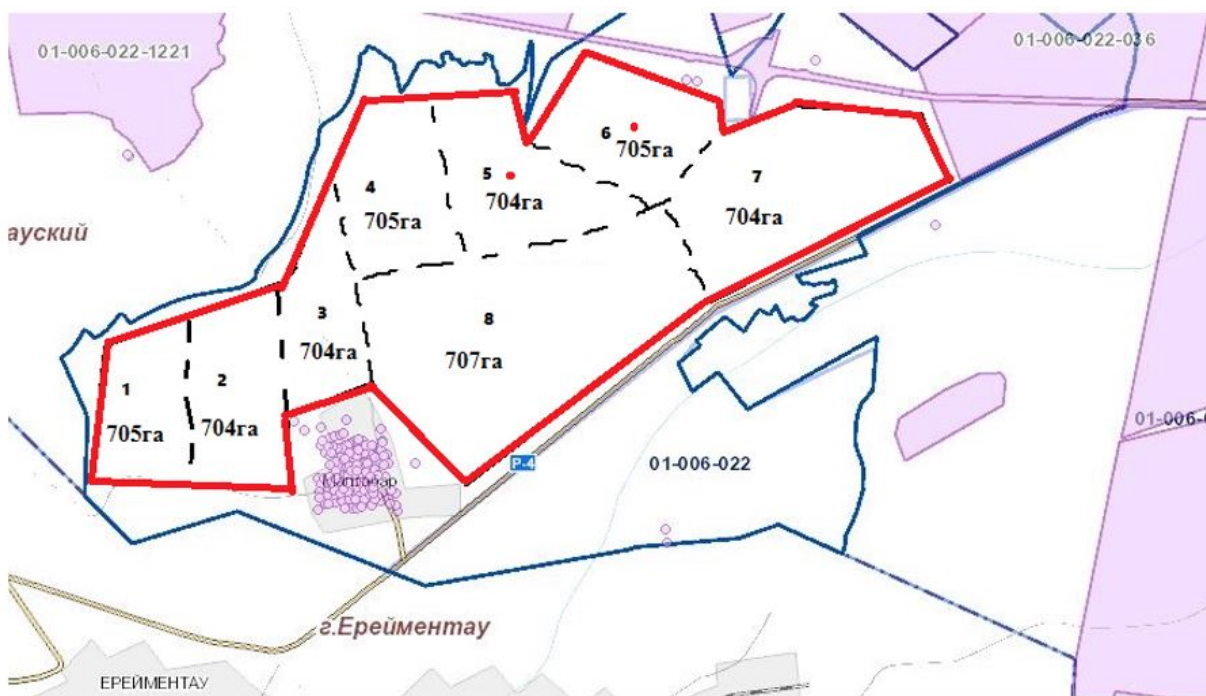 01-006-022-1221
01-006-022-036
6
705га
5
704га
4
705га
7
704га
ауский
3
704га
8
707га
1
705га
2
704га
01-006-0
P-4
01-006-022
г.Ерейментау
ЕРЕЙМЕНТАУ